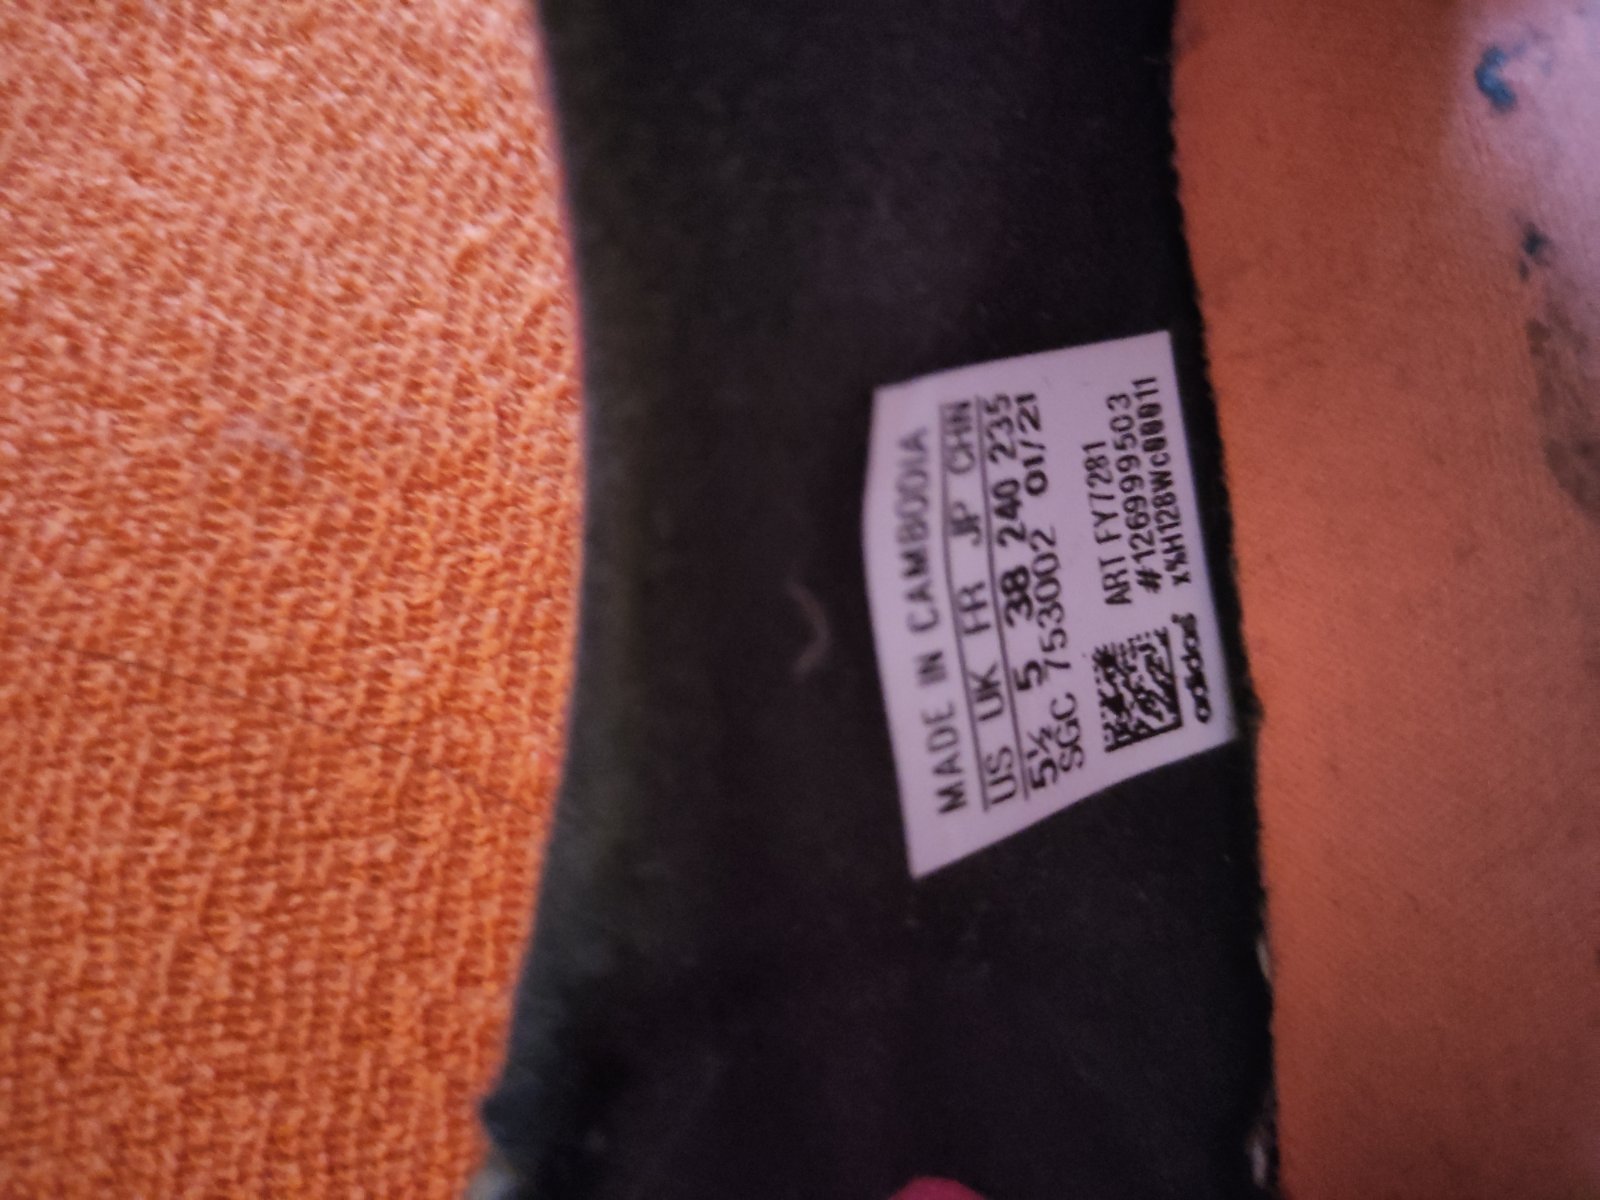 MADE IN CAMBODIA
US UK FR JP CHN
5½ 5 38 240 235
SGC 753002 01/21
ART FY7281
#126999503
adidas